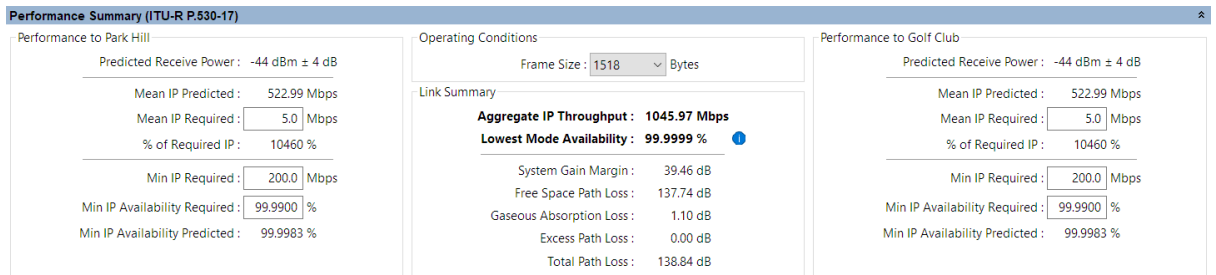 Performance Summary (ITU-R P.530-17)
Performance to Park Hill
Predicted Receive Power : -44 dBm ± 4 dB
Mean IP Predicted : 522.99 Mbps
Mean IP Required : 5.0 Mbps
% of Required IP : 10460 %
Min IP Required : 200.0 Mbps
Min IP Availability Required : 99.9900 %
Min IP Availability Predicted : 99.9983 %
Operating Conditions
Frame Size : 1518 Bytes
Link Summary
Aggregate IP Throughput : 1045.97 Mbps
Lowest Mode Availability : 99.9999 % i
System Gain Margin : 39.46 dB
Free Space Path Loss : 137.74 dB
Gaseous Absorption Loss : 1.10 dB
Excess Path Loss : 0.00 dB
Total Path Loss : 138.84 dB
Performance to Golf Club
Predicted Receive Power : -44 dBm ± 4 dB
Mean IP Predicted : 522.99 Mbps
Mean IP Required : 5.0 Mbps
% of Required IP : 10460 %
Min IP Required : 200.0 Mbps
Min IP Availability Required : 99.9900 %
Min IP Availability Predicted : 99.9983 %